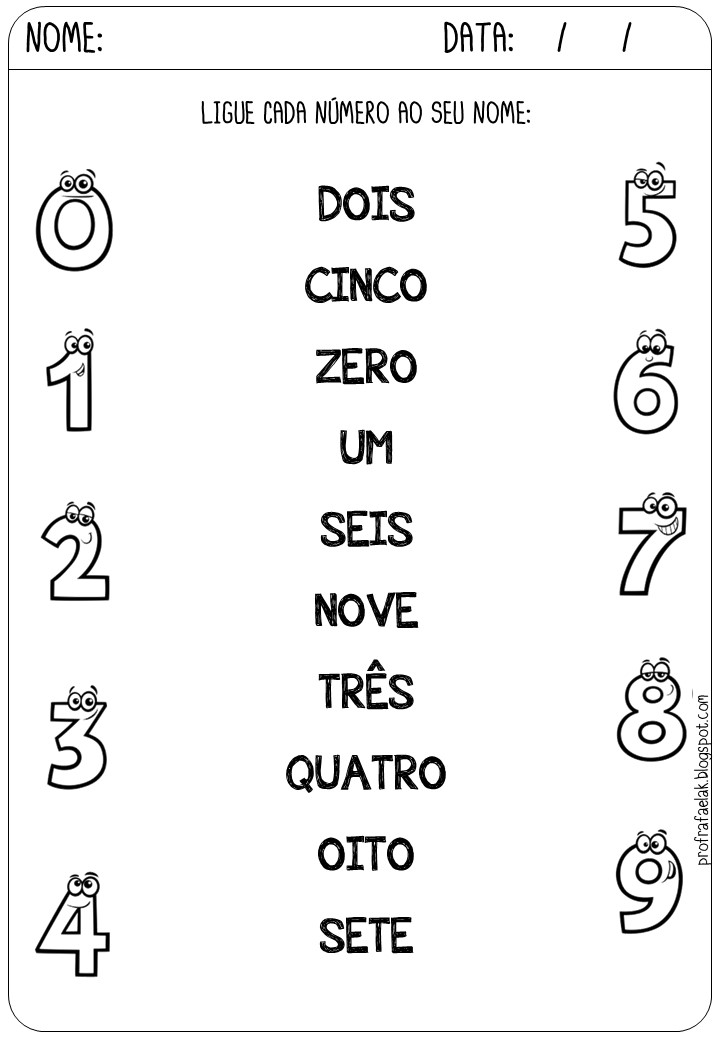 NOME: DATA: / /
LIGUE CADA NÚMERO AO SEU NOME:
0 DOIS 5
CINCO
1 ZERO 6
UM
2 SEIS 7
NOVE
3 TRÊS 8
QUATRO
4 OITO 9
SETE
profrafaelak.blogspot.com